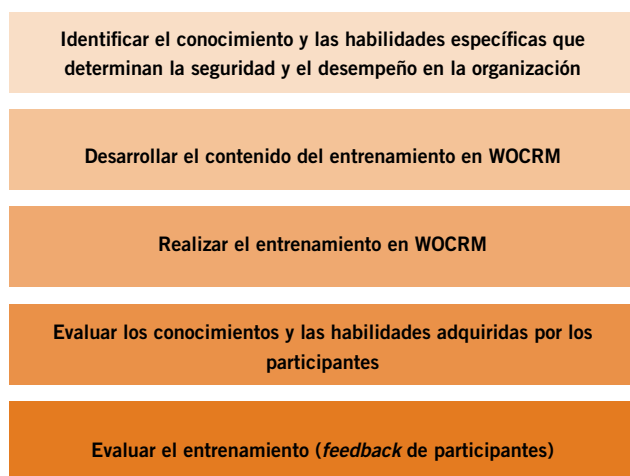 Identificar el conocimiento y las habilidades específicas que
determinan la seguridad y el desempeño en la organización
Desarrollar el contenido del entrenamiento en WOCRM
Realizar el entrenamiento en WOCRM
Evaluar los conocimientos y las habilidades adquiridas por los
participantes
Evaluar el entrenamiento (feedback de participantes)